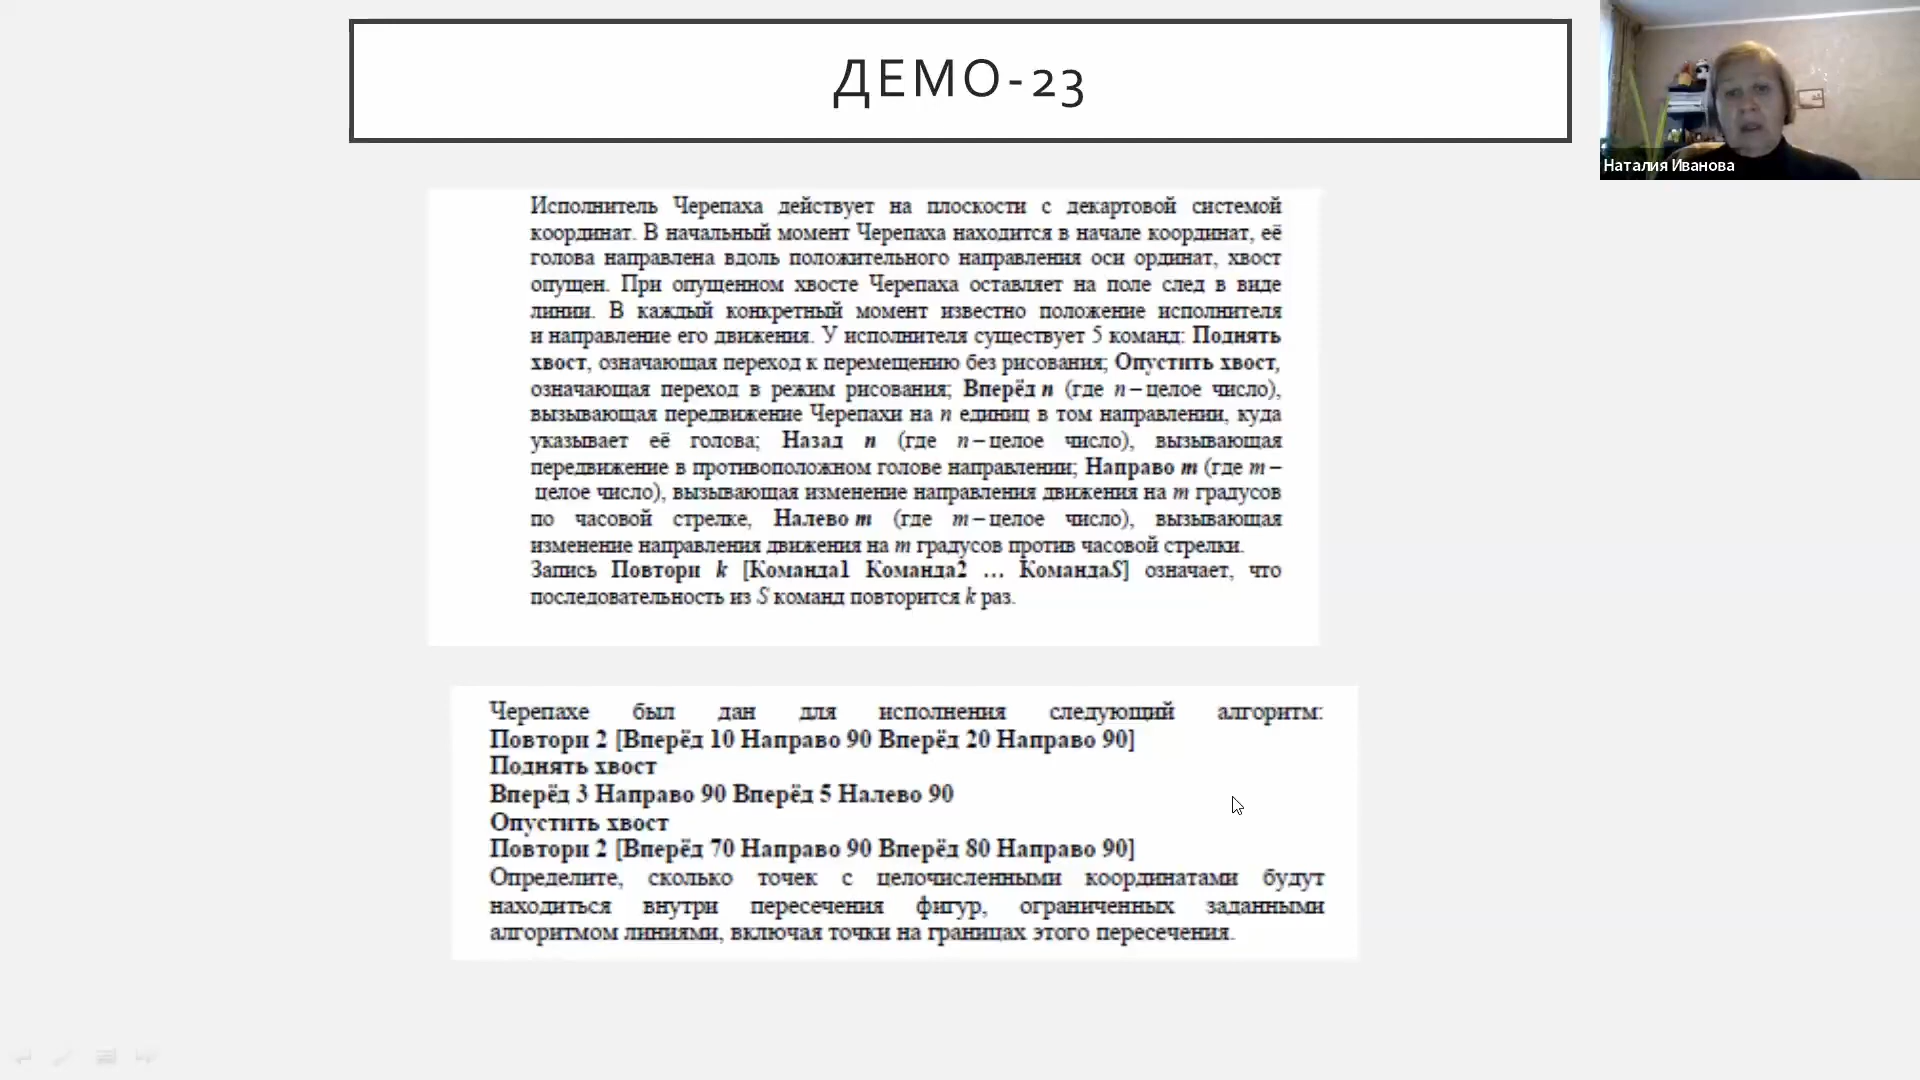 ДЕМО-23
Наталия Иванова
Исполнитель Черепаха действует на плоскости с декартовой системой
координат. В начальный момент Черепаха находится в начале координат, её
голова направлена вдоль положительного направления оси ординат, хвост
опущен. При опущенном хвосте Черепаха оставляет на поле след в виде
линии. В каждый конкретный момент известно положение исполнителя
и направление его движения. У исполнителя существует 5 команд: Поднять
хвост, означающая переход к перемещению без рисования; Опустить хвост,
означающая переход в режим рисования; Вперёд n (где n – целое число),
вызывающая передвижение Черепахи на n единиц в том направлении, куда
указывает её голова; Назад n (где n – целое число), вызывающая
передвижение в противоположном голове направлении; Направо m (где m –
целое число), вызывающая изменение направления движения на m градусов
по часовой стрелке, Налево m (где m – целое число), вызывающая
изменение направления движения на m градусов против часовой стрелки.
Запись Повтори k [Команда1 Команда2 … КомандаS] означает, что
последовательность из S команд повторится k раз.
Черепахе был дан для исполнения следующий алгоритм:
Повтори 2 [Вперёд 10 Направо 90 Вперёд 20 Направо 90]
Поднять хвост
Вперёд 3 Направо 90 Вперёд 5 Налево 90
Опустить хвост
Повтори 2 [Вперёд 70 Направо 90 Вперёд 80 Направо 90]
Определите, сколько точек с целочисленными координатами будут
находиться внутри пересечения фигур, ограниченных заданными
алгоритмом линиями, включая точки на границах этого пересечения.